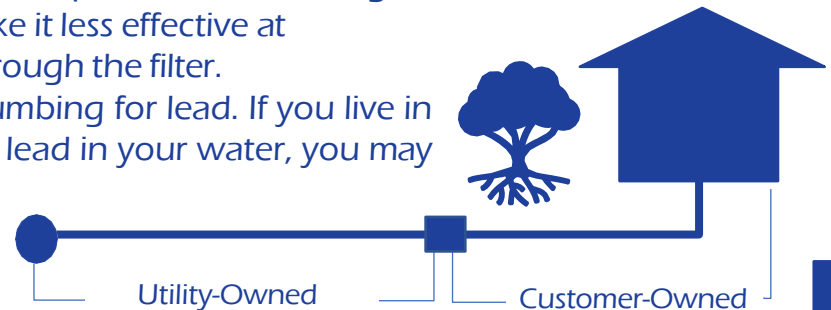 ke it less effective at
rough the filter.
umbing for lead. If you live in
lead in your water, you may
Utility-Owned
Customer-Owned